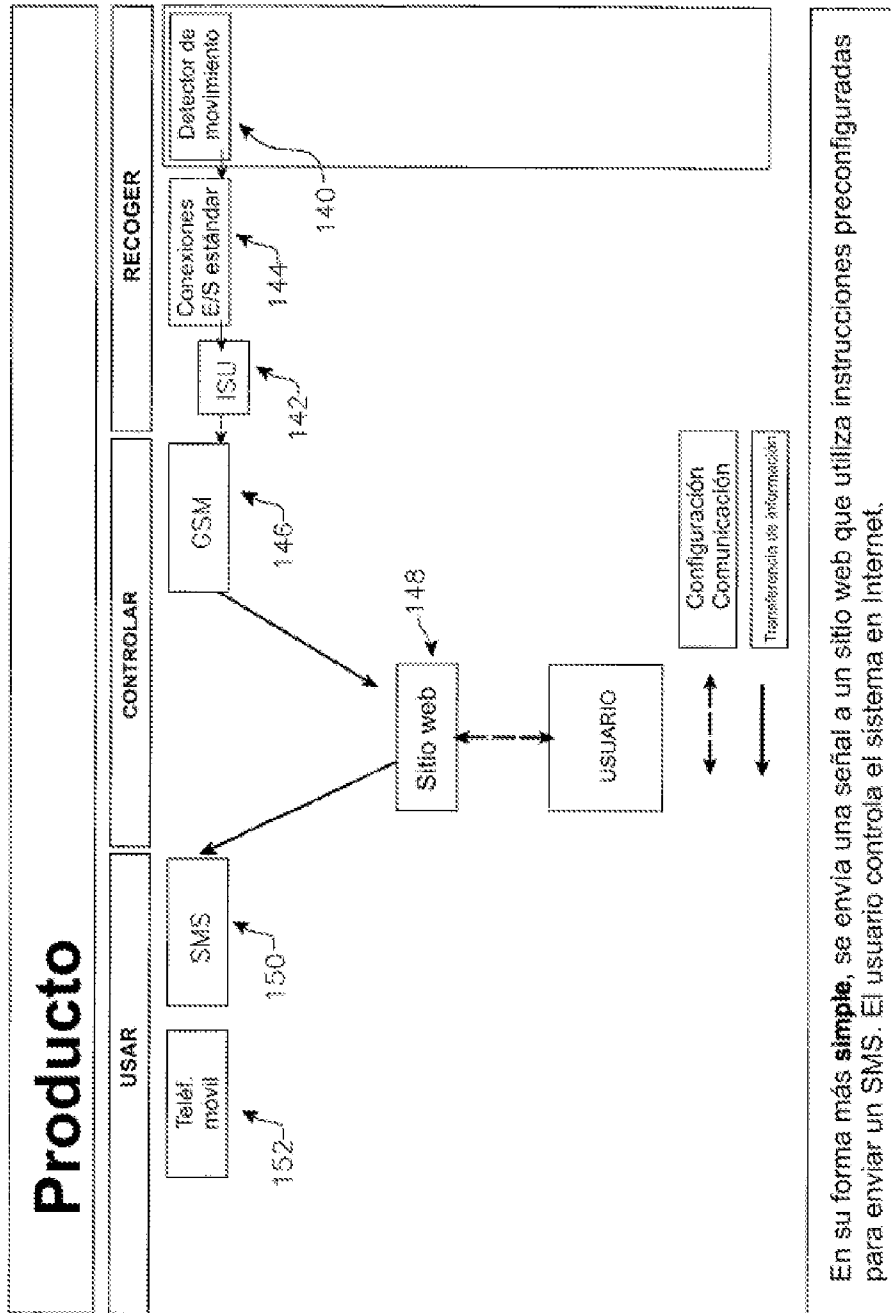 Producto
USAR
CONTROLAR
RECOGER
Teléf.
movil
152
SMS
150
GSM
146
ISU
142
Conexiones
E/S estándar
144
Detector de
movimiento
140
Sitio web
148
USUARIO
Configuración
Comunicación
Transferencia de información
En su forma más simple, se envía una señal a un sitio web que utiliza instrucciones preconfiguradas
para enviar un SMS. El usuario controla el sistema en Internet.